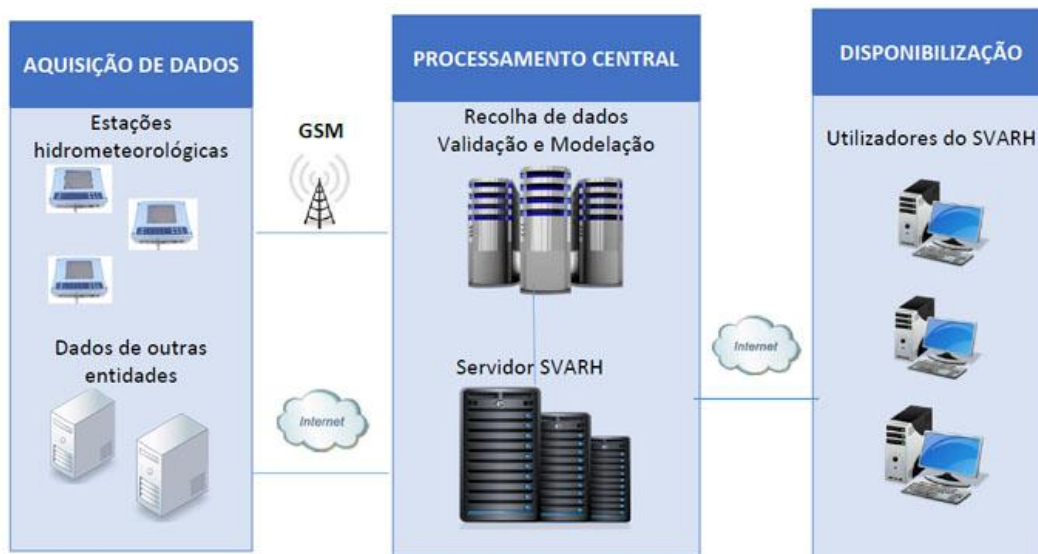 AQUISIÇÃO DE DADOS
Estações
hidrometeorológicas
Dados de outras
entidades
GSM
Internet
PROCESSAMENTO CENTRAL
Recolha de dados
Validação e Modelação
Servidor SVARH
Internet
DISPONIBILIZAÇÃO
Utilizadores do SVARH